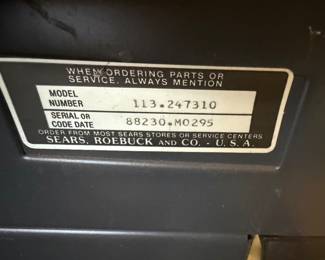 WHEN ORDERING PARTS OR
SERVICE, ALWAYS MENTION
MODEL
NUMBER 113.247310
SERIAL OR
CODE DATE 88230.M0295
ORDER FROM MOST SEARS STORES OR SERVICE CENTERS
SEARS, ROEBUCK AND CO. - U.S.A.